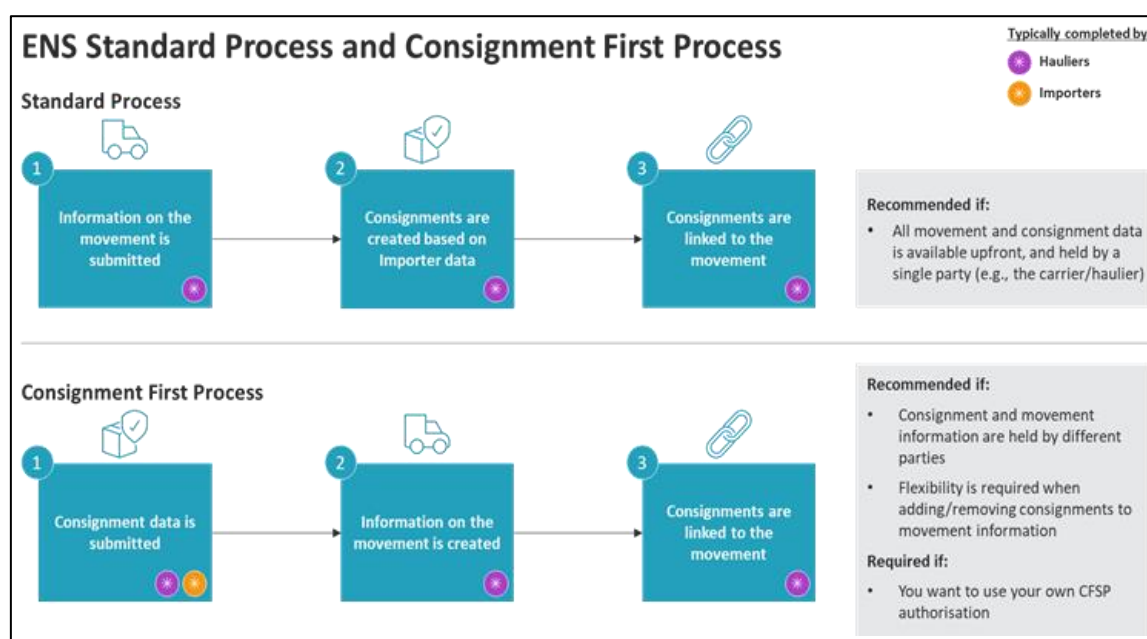 ENS Standard Process and Consignment First Process
Typically completed by
Hauliers
Importers
Standard Process
1
Information on the
movement is
submitted
2
Consignments are
created based on
Importer data
3
Consignments are
linked to the
movement
Recommended if:
• All movement and consignment data
is available upfront, and held by a
single party (e.g., the carrier/haulier)
Consignment First Process
1
Consignment data is
submitted
2
Information on the
movement is created
3
Consignments are
linked to the
movement
Recommended if:
• Consignment and movement
information are held by different
parties
• Flexibility is required when
adding/removing consignments to
movement information
Required if:
• You want to use your own CFSP
authorisation